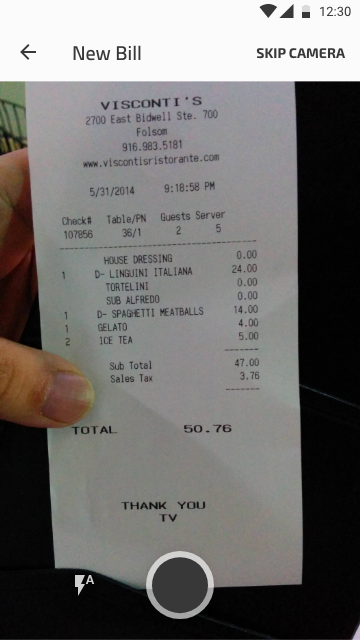 12:30
New Bill
SKIP CAMERA
VISCONTI'S
2700 East Bidwell Ste. 700
Folsom
916.983.5181
www.viscontisristorante.com
5/31/2014 9:18:58 PM
Check# Table/PN Guests Server
107856 36/1 2 5
HOUSE DRESSING 0.00
1 D- LINGUINI ITALIANA 24.00
TORTELINI 0.00
SUB ALFREDO 0.00
1 D- SPAGHETTI MEATBALLS 14.00
1 GELATO 4.00
2 ICE TEA 5.00
Sub Total 47.00
Sales Tax 3.76
TOTAL 50.76
THANK YOU
TV
A